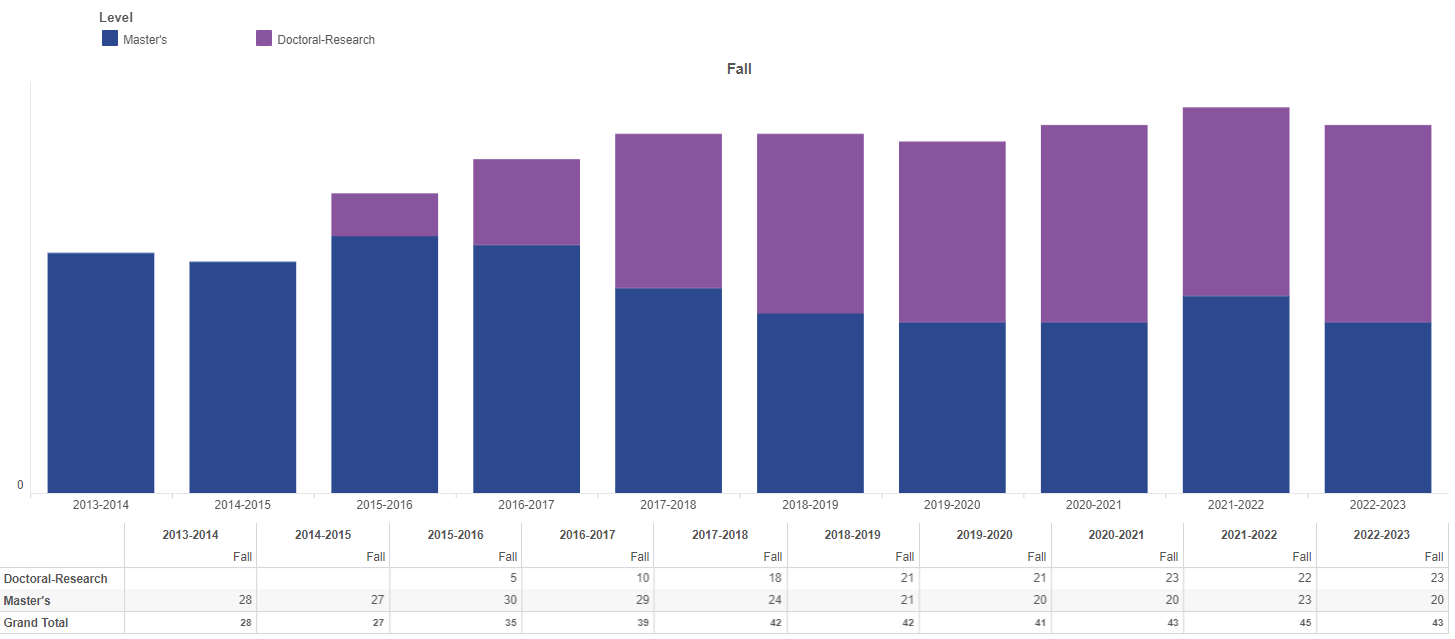 Level
Master's Doctoral-Research
Fall
0
2013-2014 2014-2015 2015-2016 2016-2017 2017-2018 2018-2019 2019-2020 2020-2021 2021-2022 2022-2023
2013-2014 2014-2015 2015-2016 2016-2017 2017-2018 2018-2019 2019-2020 2020-2021 2021-2022 2022-2023
Fall Fall Fall Fall Fall Fall Fall Fall Fall Fall
Doctoral-Research 5 10 18 21 21 23 22 23
Master's 28 27 30 29 24 21 20 20 23 20
Grand Total 28 27 35 39 42 42 41 43 45 43